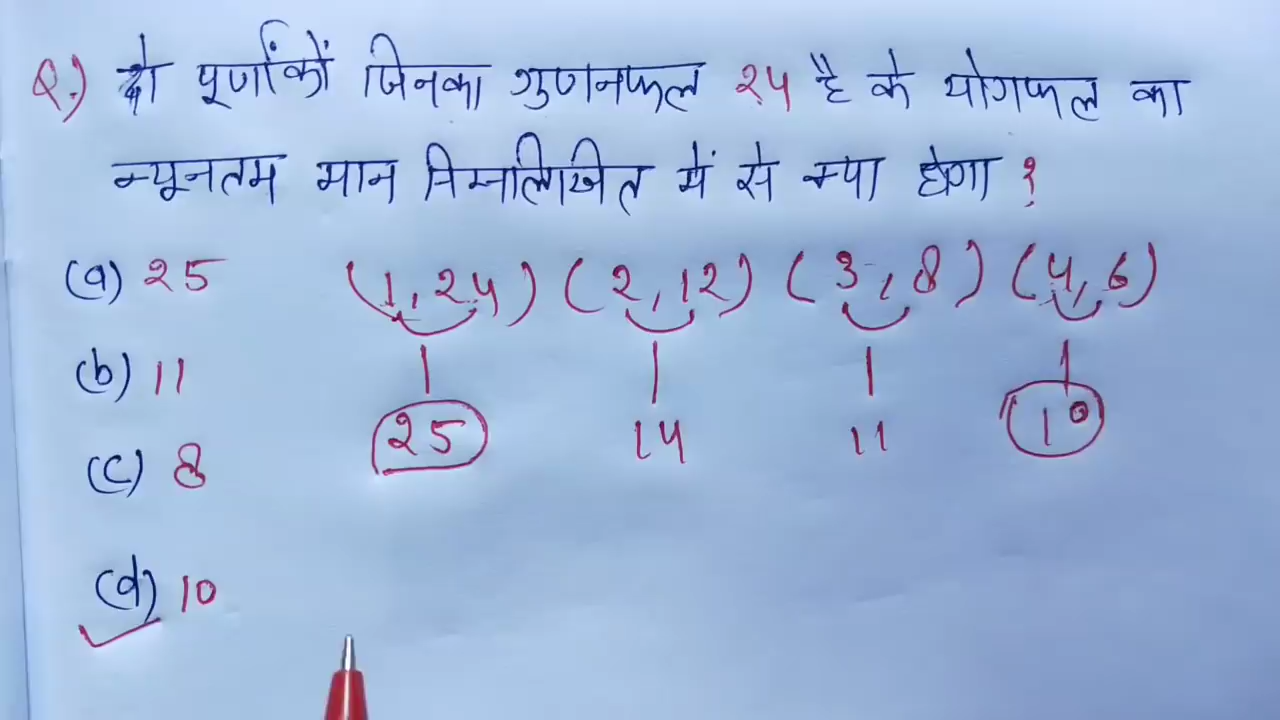 Q.) दो पूर्णांकों जिनका गुणनफल 24 है के योगफल का
न्यूनतम मान निम्नलिखित में से क्या होगा ?
(a) 25 (1, 24) (2, 12) (3, 8) (4, 6)
(b) 11
25 14 11 10
(c) 8
(d) 10